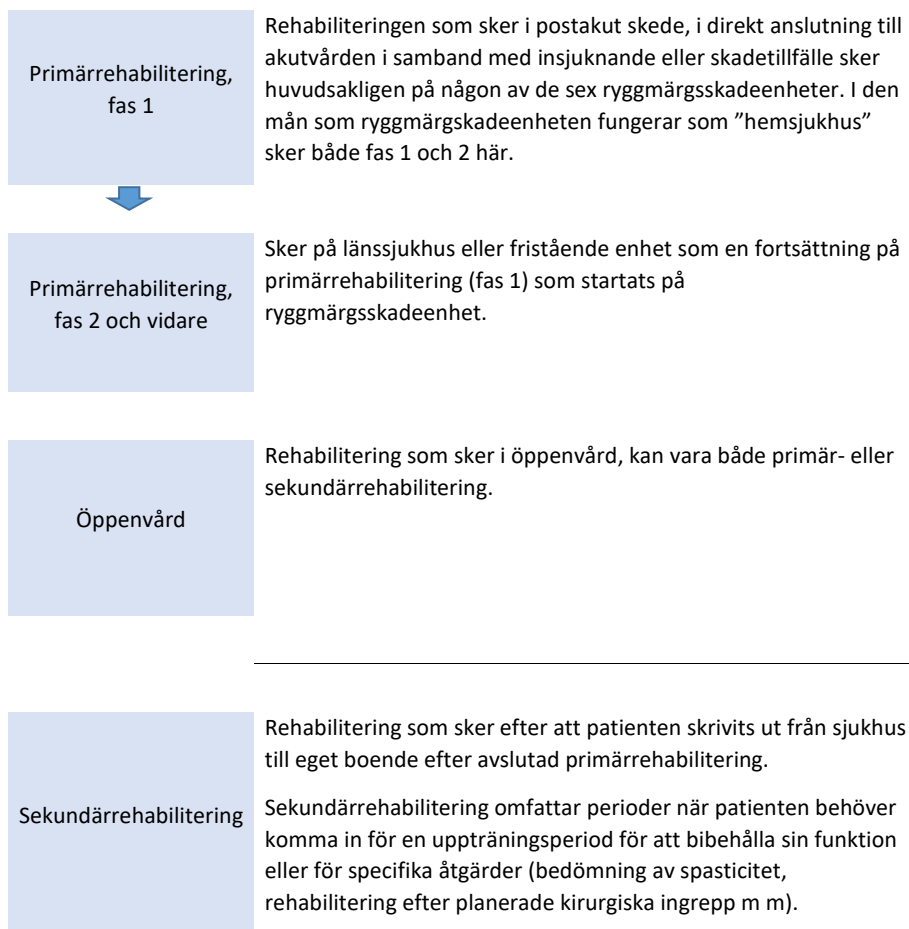 Primärrehabilitering,
fas 1
Rehabiliteringen som sker i postakut skede, i direkt anslutning till
akutvården i samband med insjuknande eller skadetillfälle sker
huvudsakligen på någon av de sex ryggmärgsskadeenheter. I den
mån som ryggmärgskadeenheten fungerar som ”hemsjukhus”
sker både fas 1 och 2 här.
Primärrehabilitering,
fas 2 och vidare
Sker på länssjukhus eller fristående enhet som en fortsättning på
primärrehabilitering (fas 1) som startats på
ryggmärgsskadeenhet.
Öppenvård
Rehabilitering som sker i öppenvård, kan vara både primär- eller
sekundärrehabilitering.
Sekundärrehabilitering
Rehabilitering som sker efter att patienten skrivits ut från sjukhus
till eget boende efter avslutad primärrehabilitering.
Sekundärrehabilitering omfattar perioder när patienten behöver
komma in för en uppträningsperiod för att bibehålla sin funktion
eller för specifika åtgärder (bedömning av spasticitet,
rehabilitering efter planerade kirurgiska ingrepp m m).